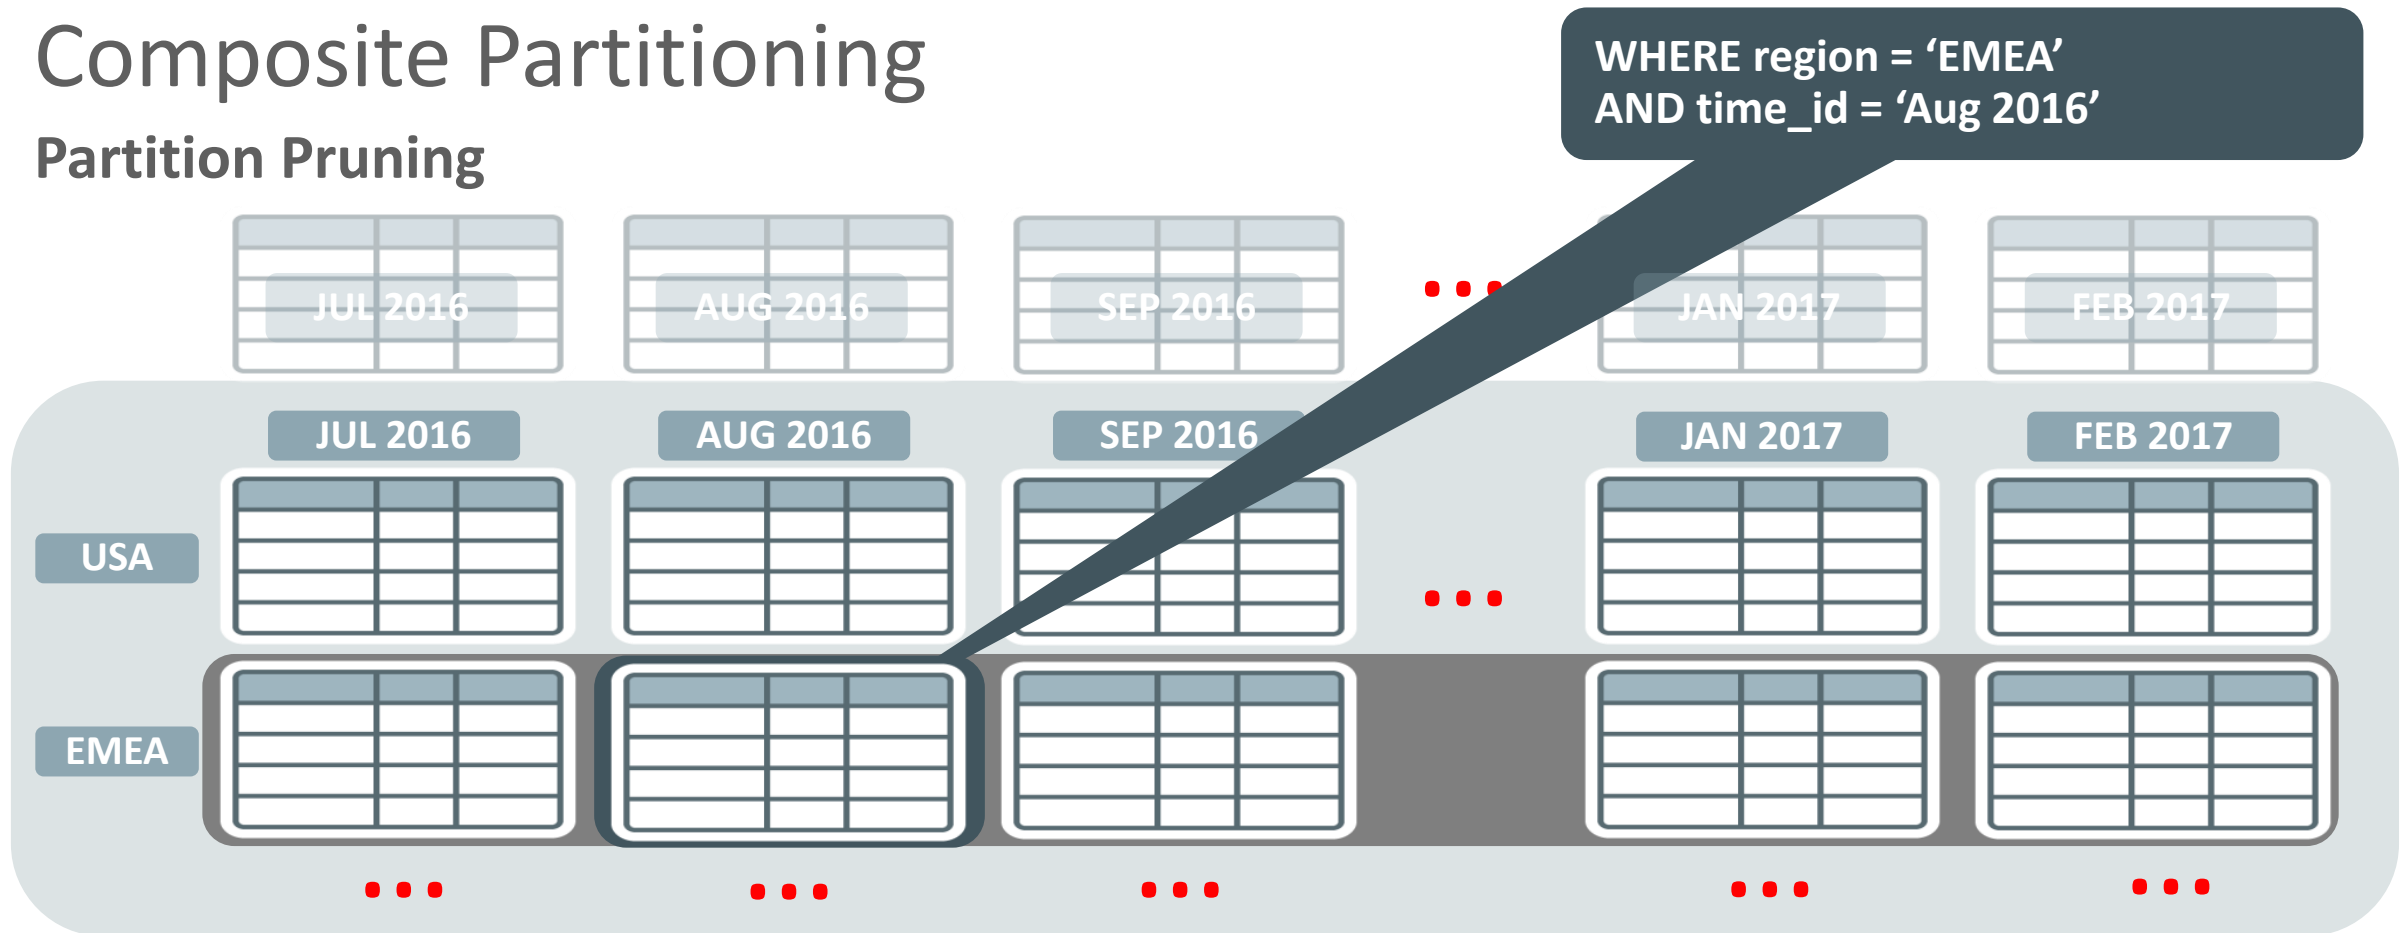 Composite Partitioning
Partition Pruning
WHERE region = ‘EMEA’
AND time_id = ‘Aug 2016’
JUL 2016
AUG 2016
SEP 2016
...
JAN 2017
FEB 2017
JUL 2016
AUG 2016
SEP 2016
JAN 2017
FEB 2017
USA
...
EMEA
...
...
...
...
...